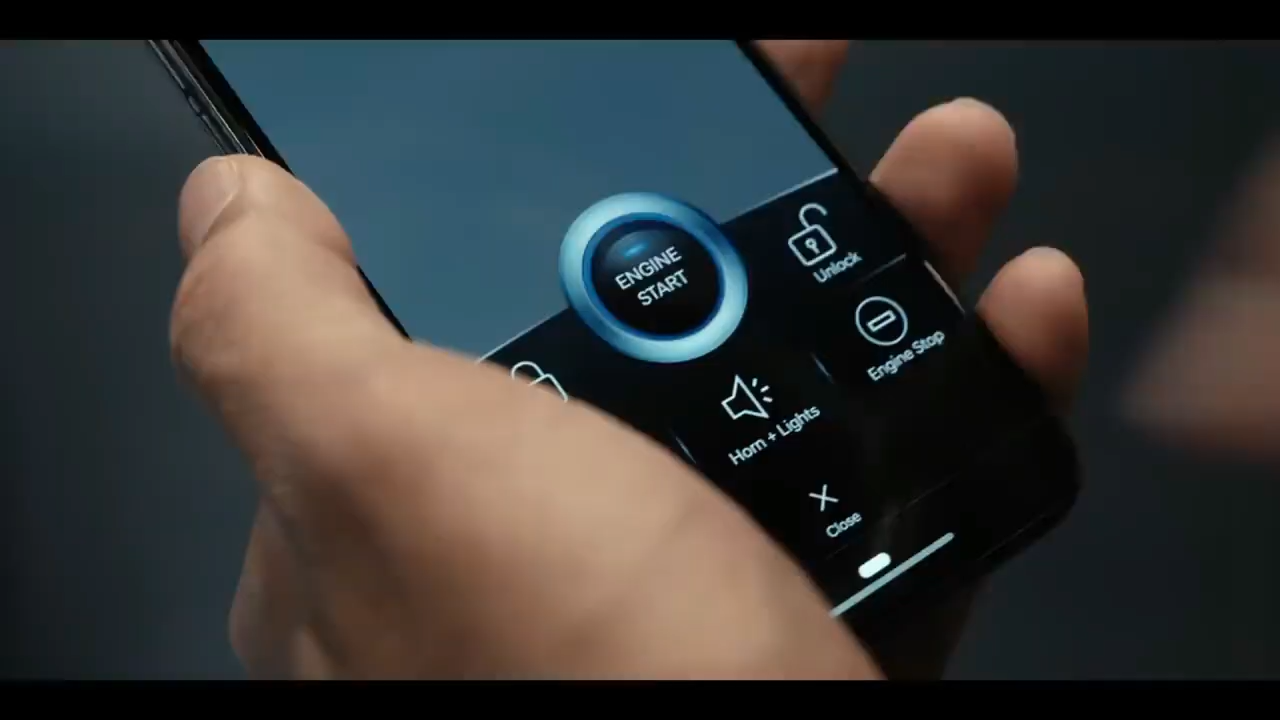 ENGINE
START
Unlock
Engine Stop
Horn + Lights
Close